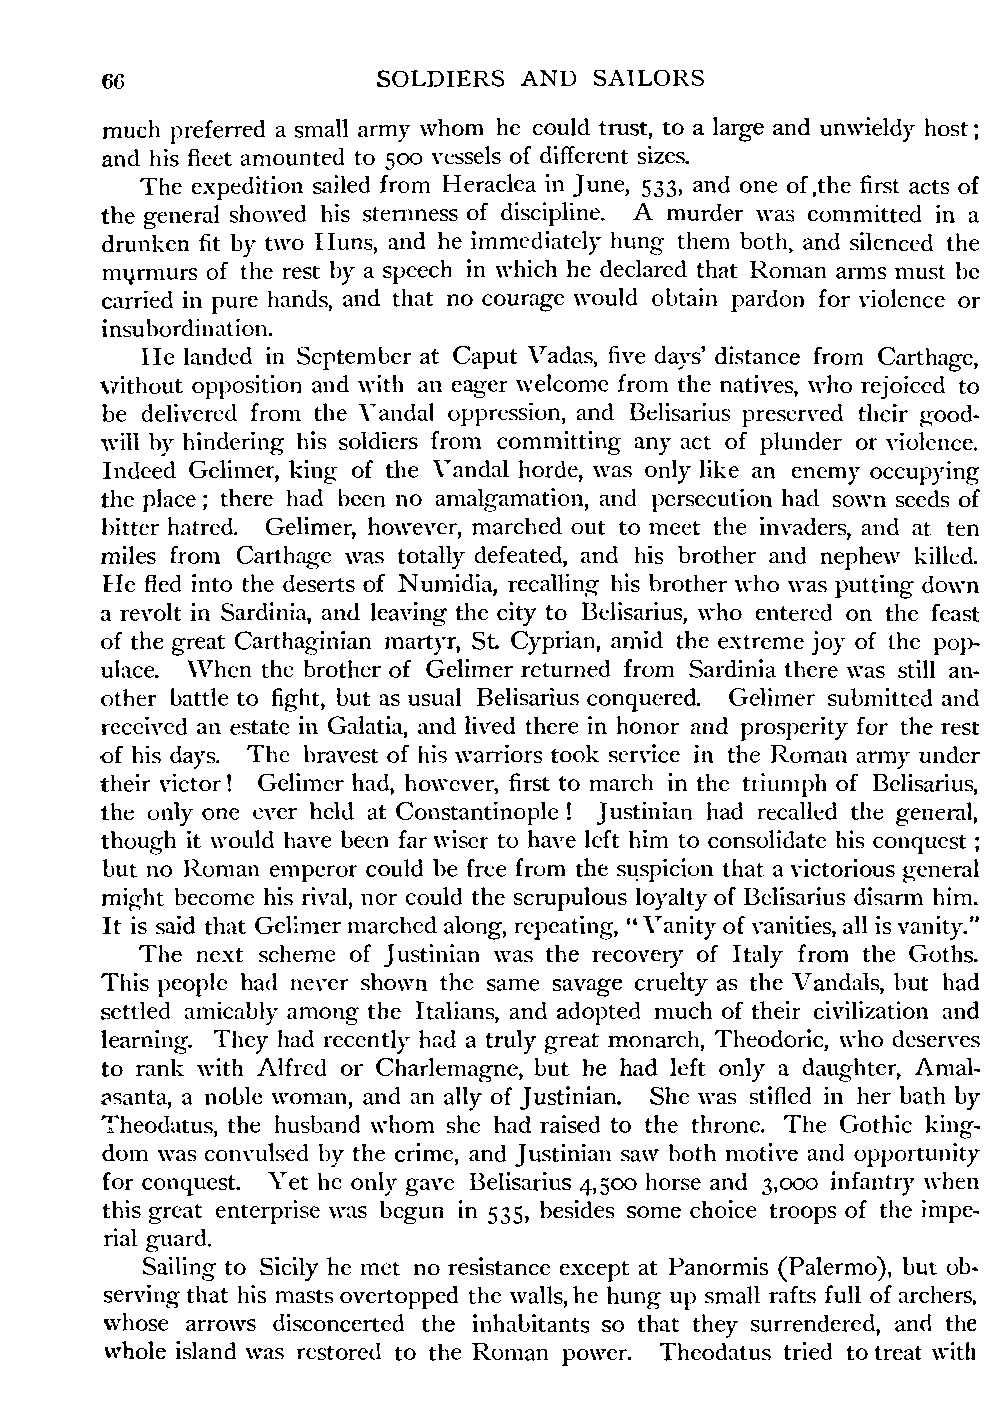 66 SOLDIERS AND SAILORS
much preferred a small army whom he could trust, to a large and unwieldy host;
and his fleet amounted to 500 vessels of different sizes.
The expedition sailed from Heraclea in June, 533, and one of the first acts of
the general showed his sternness of discipline. A murder was committed in a
drunken fit by two Huns, and he immediately hung them both, and silenced the
murmurs of the rest by a speech in which he declared that Roman arms must be
carried in pure hands, and that no courage would obtain pardon for violence or
insubordination.
He landed in September at Caput Vadas, five days' distance from Carthage,
without opposition and with an eager welcome from the natives, who rejoiced to
be delivered from the Vandal oppression, and Belisarius preserved their good-
will by hindering his soldiers from committing any act of plunder or violence.
Indeed Gelimer, king of the Vandal horde, was only like an enemy occupying
the place; there had been no amalgamation, and persecution had sown seeds of
bitter hatred. Gelimer, however, marched out to meet the invaders, and at ten
miles from Carthage was totally defeated, and his brother and nephew killed.
He fled into the deserts of Numidia, recalling his brother who was putting down
a revolt in Sardinia, and leaving the city to Belisarius, who entered on the feast
of the great Carthaginian martyr, St. Cyprian, amid the extreme joy of the pop-
ulace. When the brother of Gelimer returned from Sardinia there was still an-
other battle to fight, but as usual Belisarius conquered. Gelimer submitted and
received an estate in Galatia, and lived there in honor and prosperity for the rest
of his days. The bravest of his warriors took service in the Roman army under
their victor! Gelimer had, however, first to march in the triumph of Belisarius,
the only one ever held at Constantinople! Justinian had recalled the general,
though it would have been far wiser to have left him to consolidate his conquest;
but no Roman emperor could be free from the suspicion that a victorious general
might become his rival, nor could the scrupulous loyalty of Belisarius disarm him.
It is said that Gelimer marched along, repeating, "Vanity of vanities, all is vanity."
The next scheme of Justinian was the recovery of Italy from the Goths.
This people had never shown the same savage cruelty as the Vandals, but had
settled amicably among the Italians, and adopted much of their civilization and
learning. They had recently had a truly great monarch, Theodoric, who deserves
to rank with Alfred or Charlemagne, but he had left only a daughter, Amal-
asanta, a noble woman, and an ally of Justinian. She was stifled in her bath by
Theodatus, the husband whom she had raised to the throne. The Gothic king-
dom was convulsed by the crime, and Justinian saw both motive and opportunity
for conquest. Yet he only gave Belisarius 4,500 horse and 3,000 infantry when
this great enterprise was begun in 535, besides some choice troops of the impe-
rial guard.
Sailing to Sicily he met no resistance except at Panormis (Palermo), but ob-
serving that his masts overtopped the walls, he hung up small rafts full of archers,
whose arrows disconcerted the inhabitants so that they surrendered, and the
whole island was restored to the Roman power. Theodatus tried to treat with